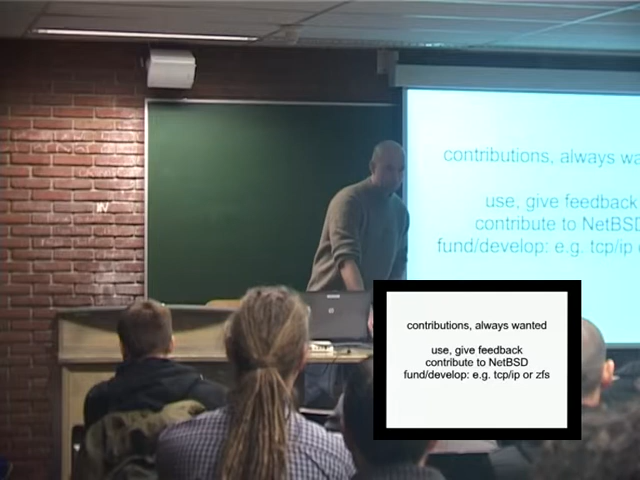 contributions, always wa
use, give feedback
contribute to NetBSD
fund/develop: e.g. tcp/ip
contributions, always wanted
use, give feedback
contribute to NetBSD
fund/develop: e.g. tcp/ip or zfs